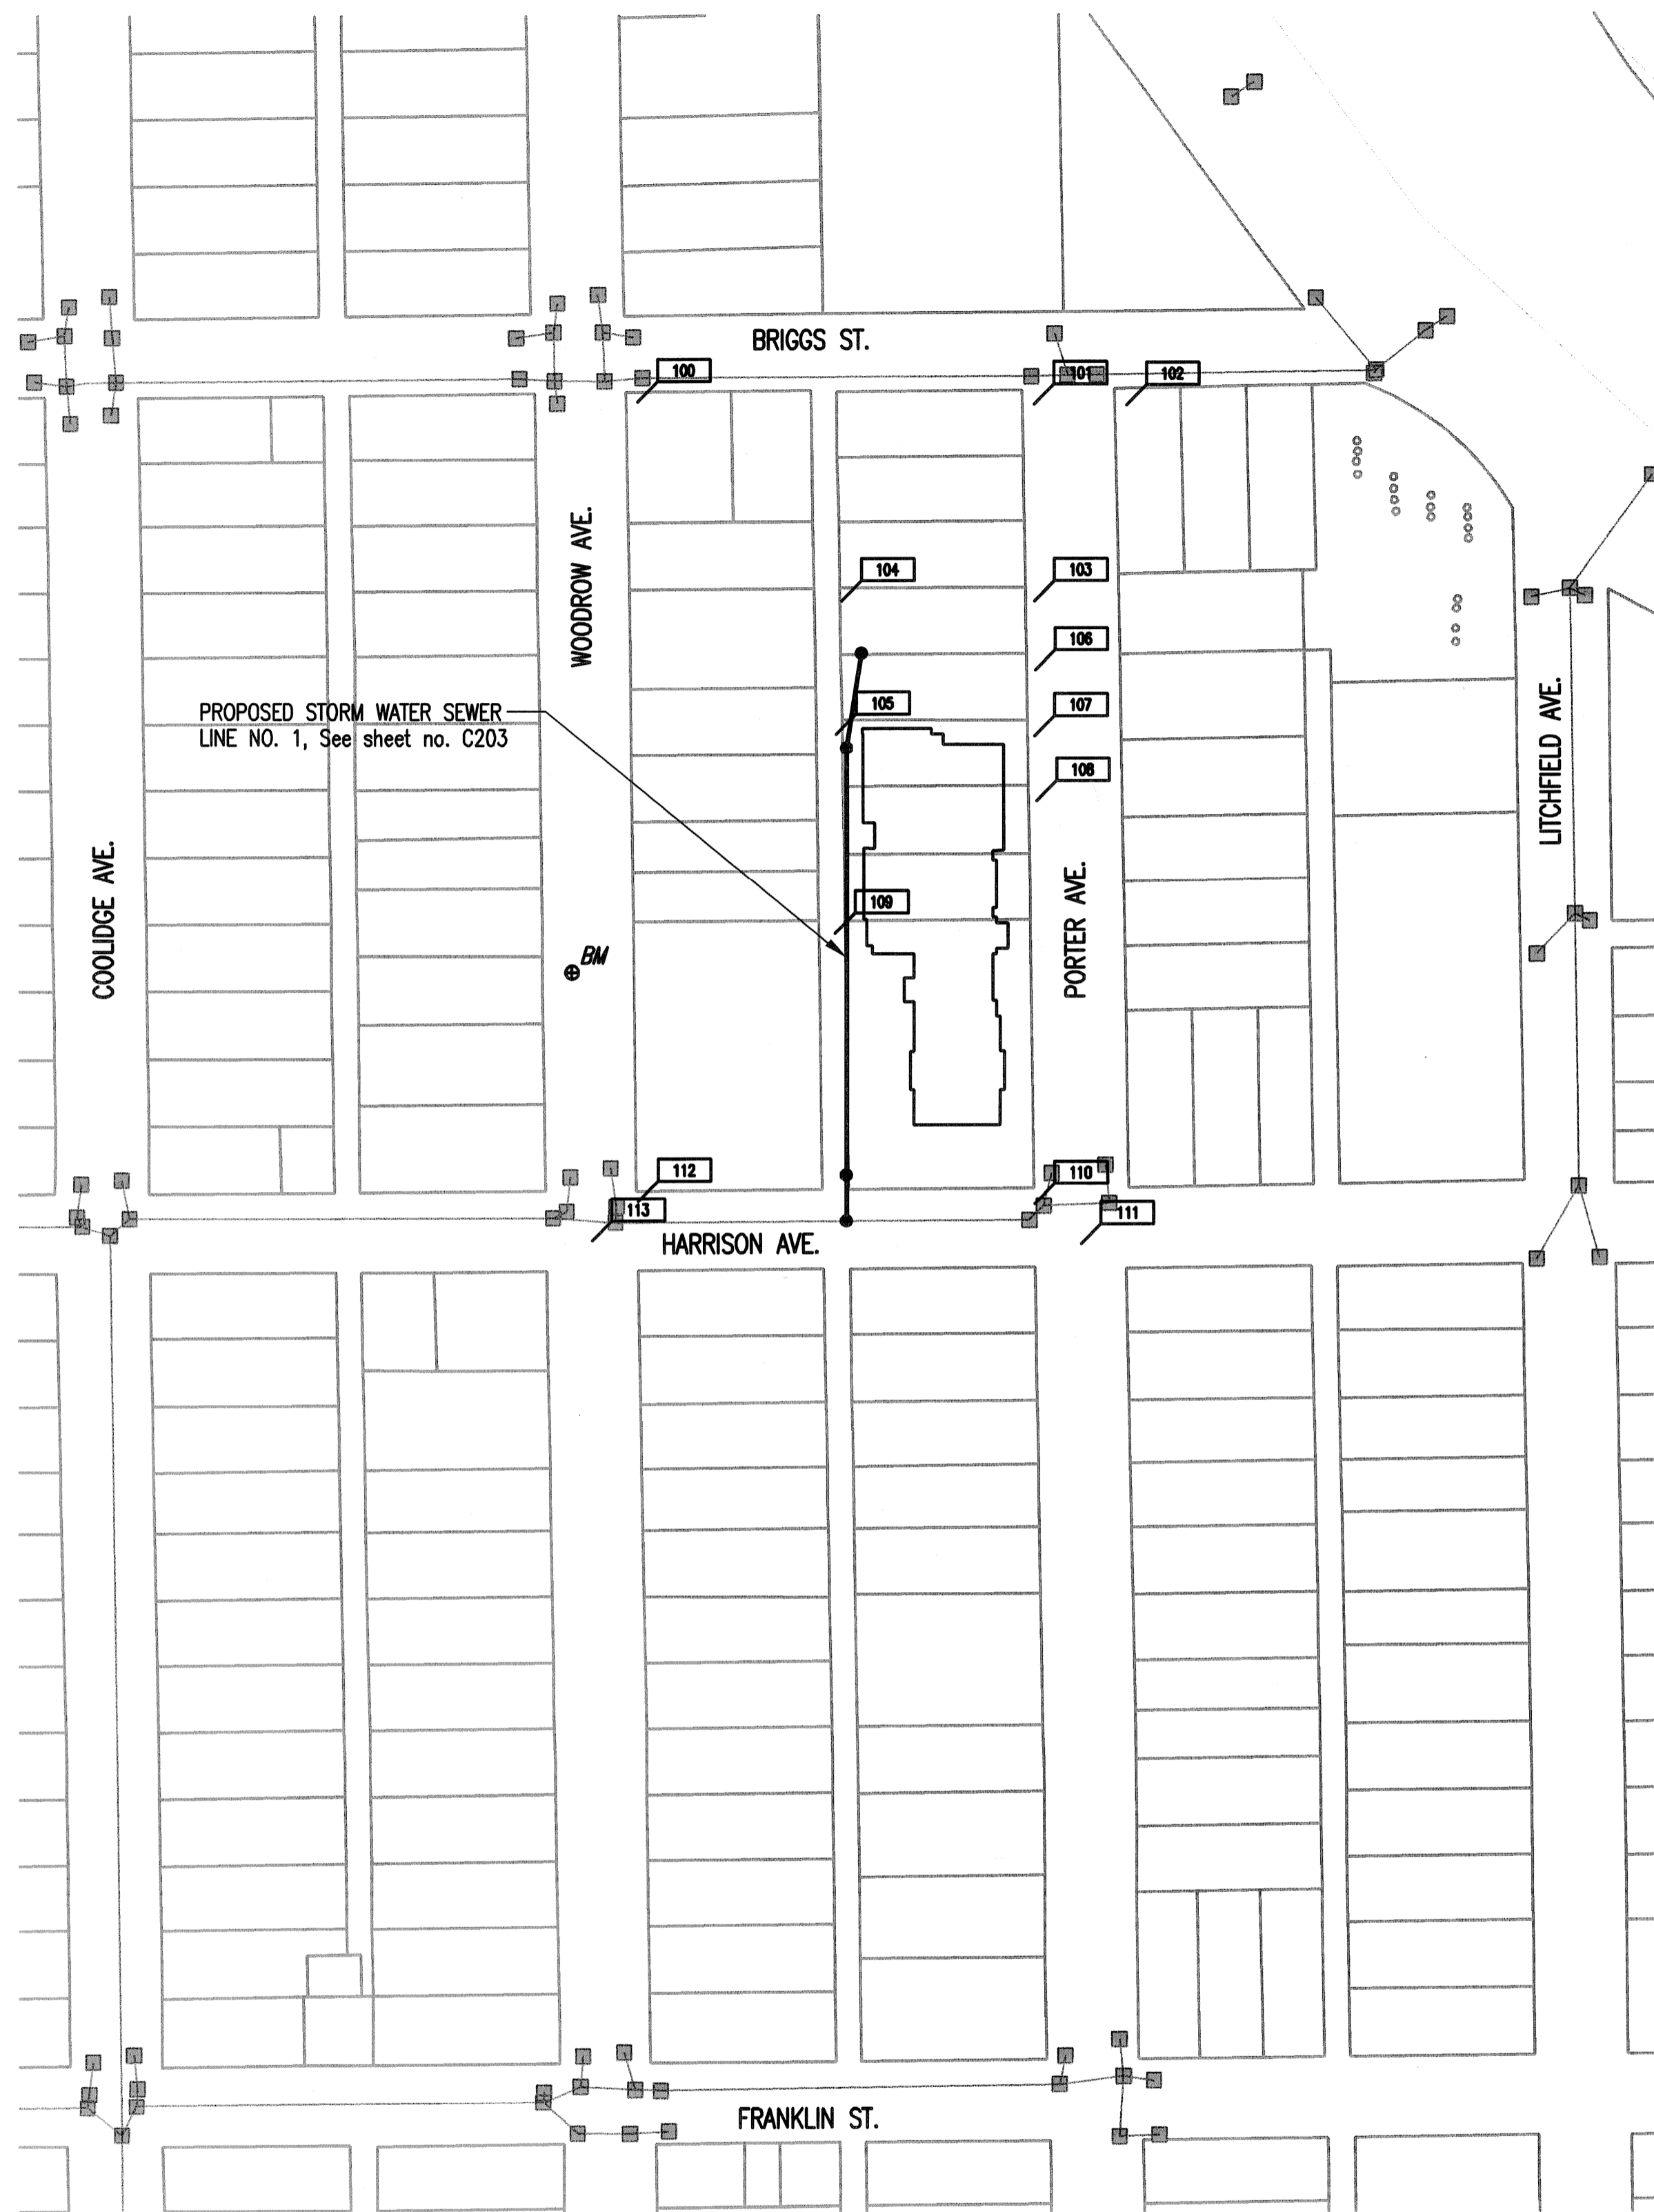 BRIGGS ST.
100
101
102
WOODROW AVE.
104
103
106
105
107
PROPOSED STORM WATER SEWER
LINE NO. 1, See sheet no. C203
108
LITCHFIELD AVE.
COOLIDGE AVE.
109
PORTER AVE.
BM
112
110
113
111
HARRISON AVE.
FRANKLIN ST.